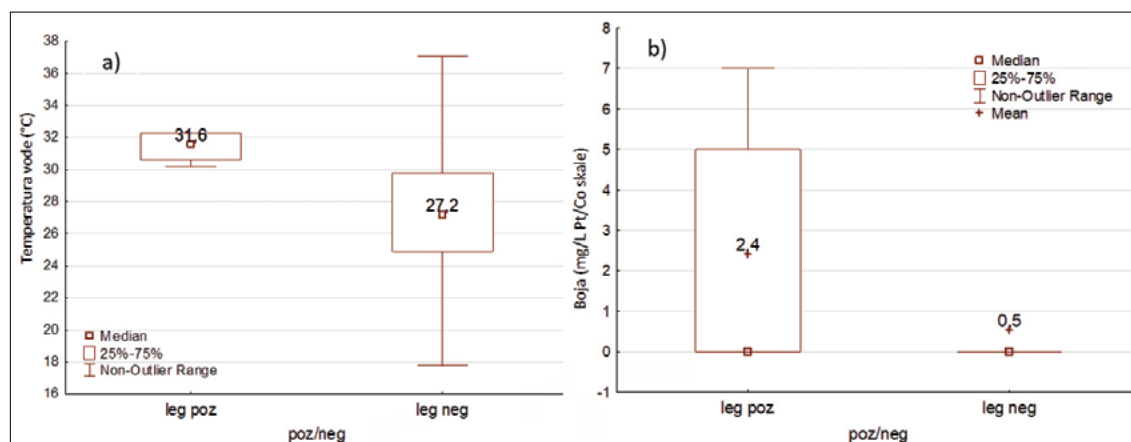 a)
Temperatura vode (°C)
38
36
34
32
30
28
26
24
22
20
18
16
31,6
27,2
Median
25%-75%
Non-Outlier Range
leg poz
leg neg
poz/neg
b)
Boja (mg/L Pt/Co skale)
8
7
6
5
4
3
2
1
0
-1
Median
25%-75%
Non-Outlier Range
Mean
2,4
0,5
leg poz
leg neg
poz/neg